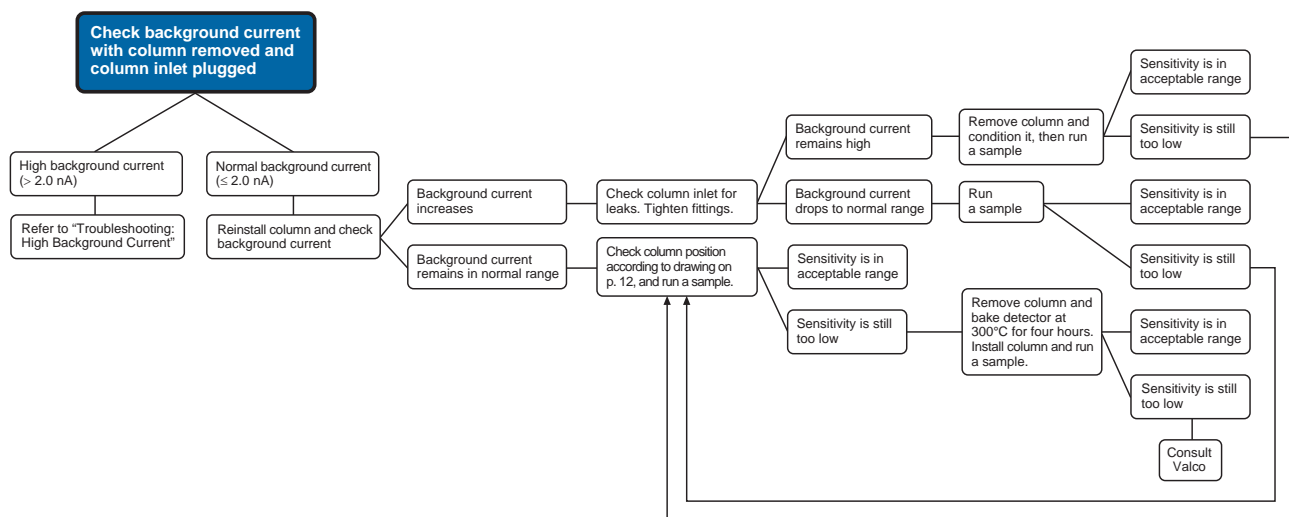 Check background current
with column removed and
column inlet plugged
High background current
(> 2.0 nA)
Refer to “Troubleshooting:
High Background Current”
Normal background current
(≤ 2.0 nA)
Reinstall column and check
background current
Background current
increases
Background current
remains in normal range
Check column inlet for
leaks. Tighten fittings.
Check column position
according to drawing on
p. 12, and run a sample.
Background current
remains high
Background current
drops to normal range
Sensitivity is in
acceptable range
Sensitivity is still
too low
Remove column and
condition it, then run
a sample
Run
a sample
Remove column and
bake detector at
300°C for four hours.
Install column and run
a sample.
Sensitivity is in
acceptable range
Sensitivity is still
too low
Sensitivity is in
acceptable range
Sensitivity is still
too low
Sensitivity is in
acceptable range
Sensitivity is still
too low
Consult
Valco